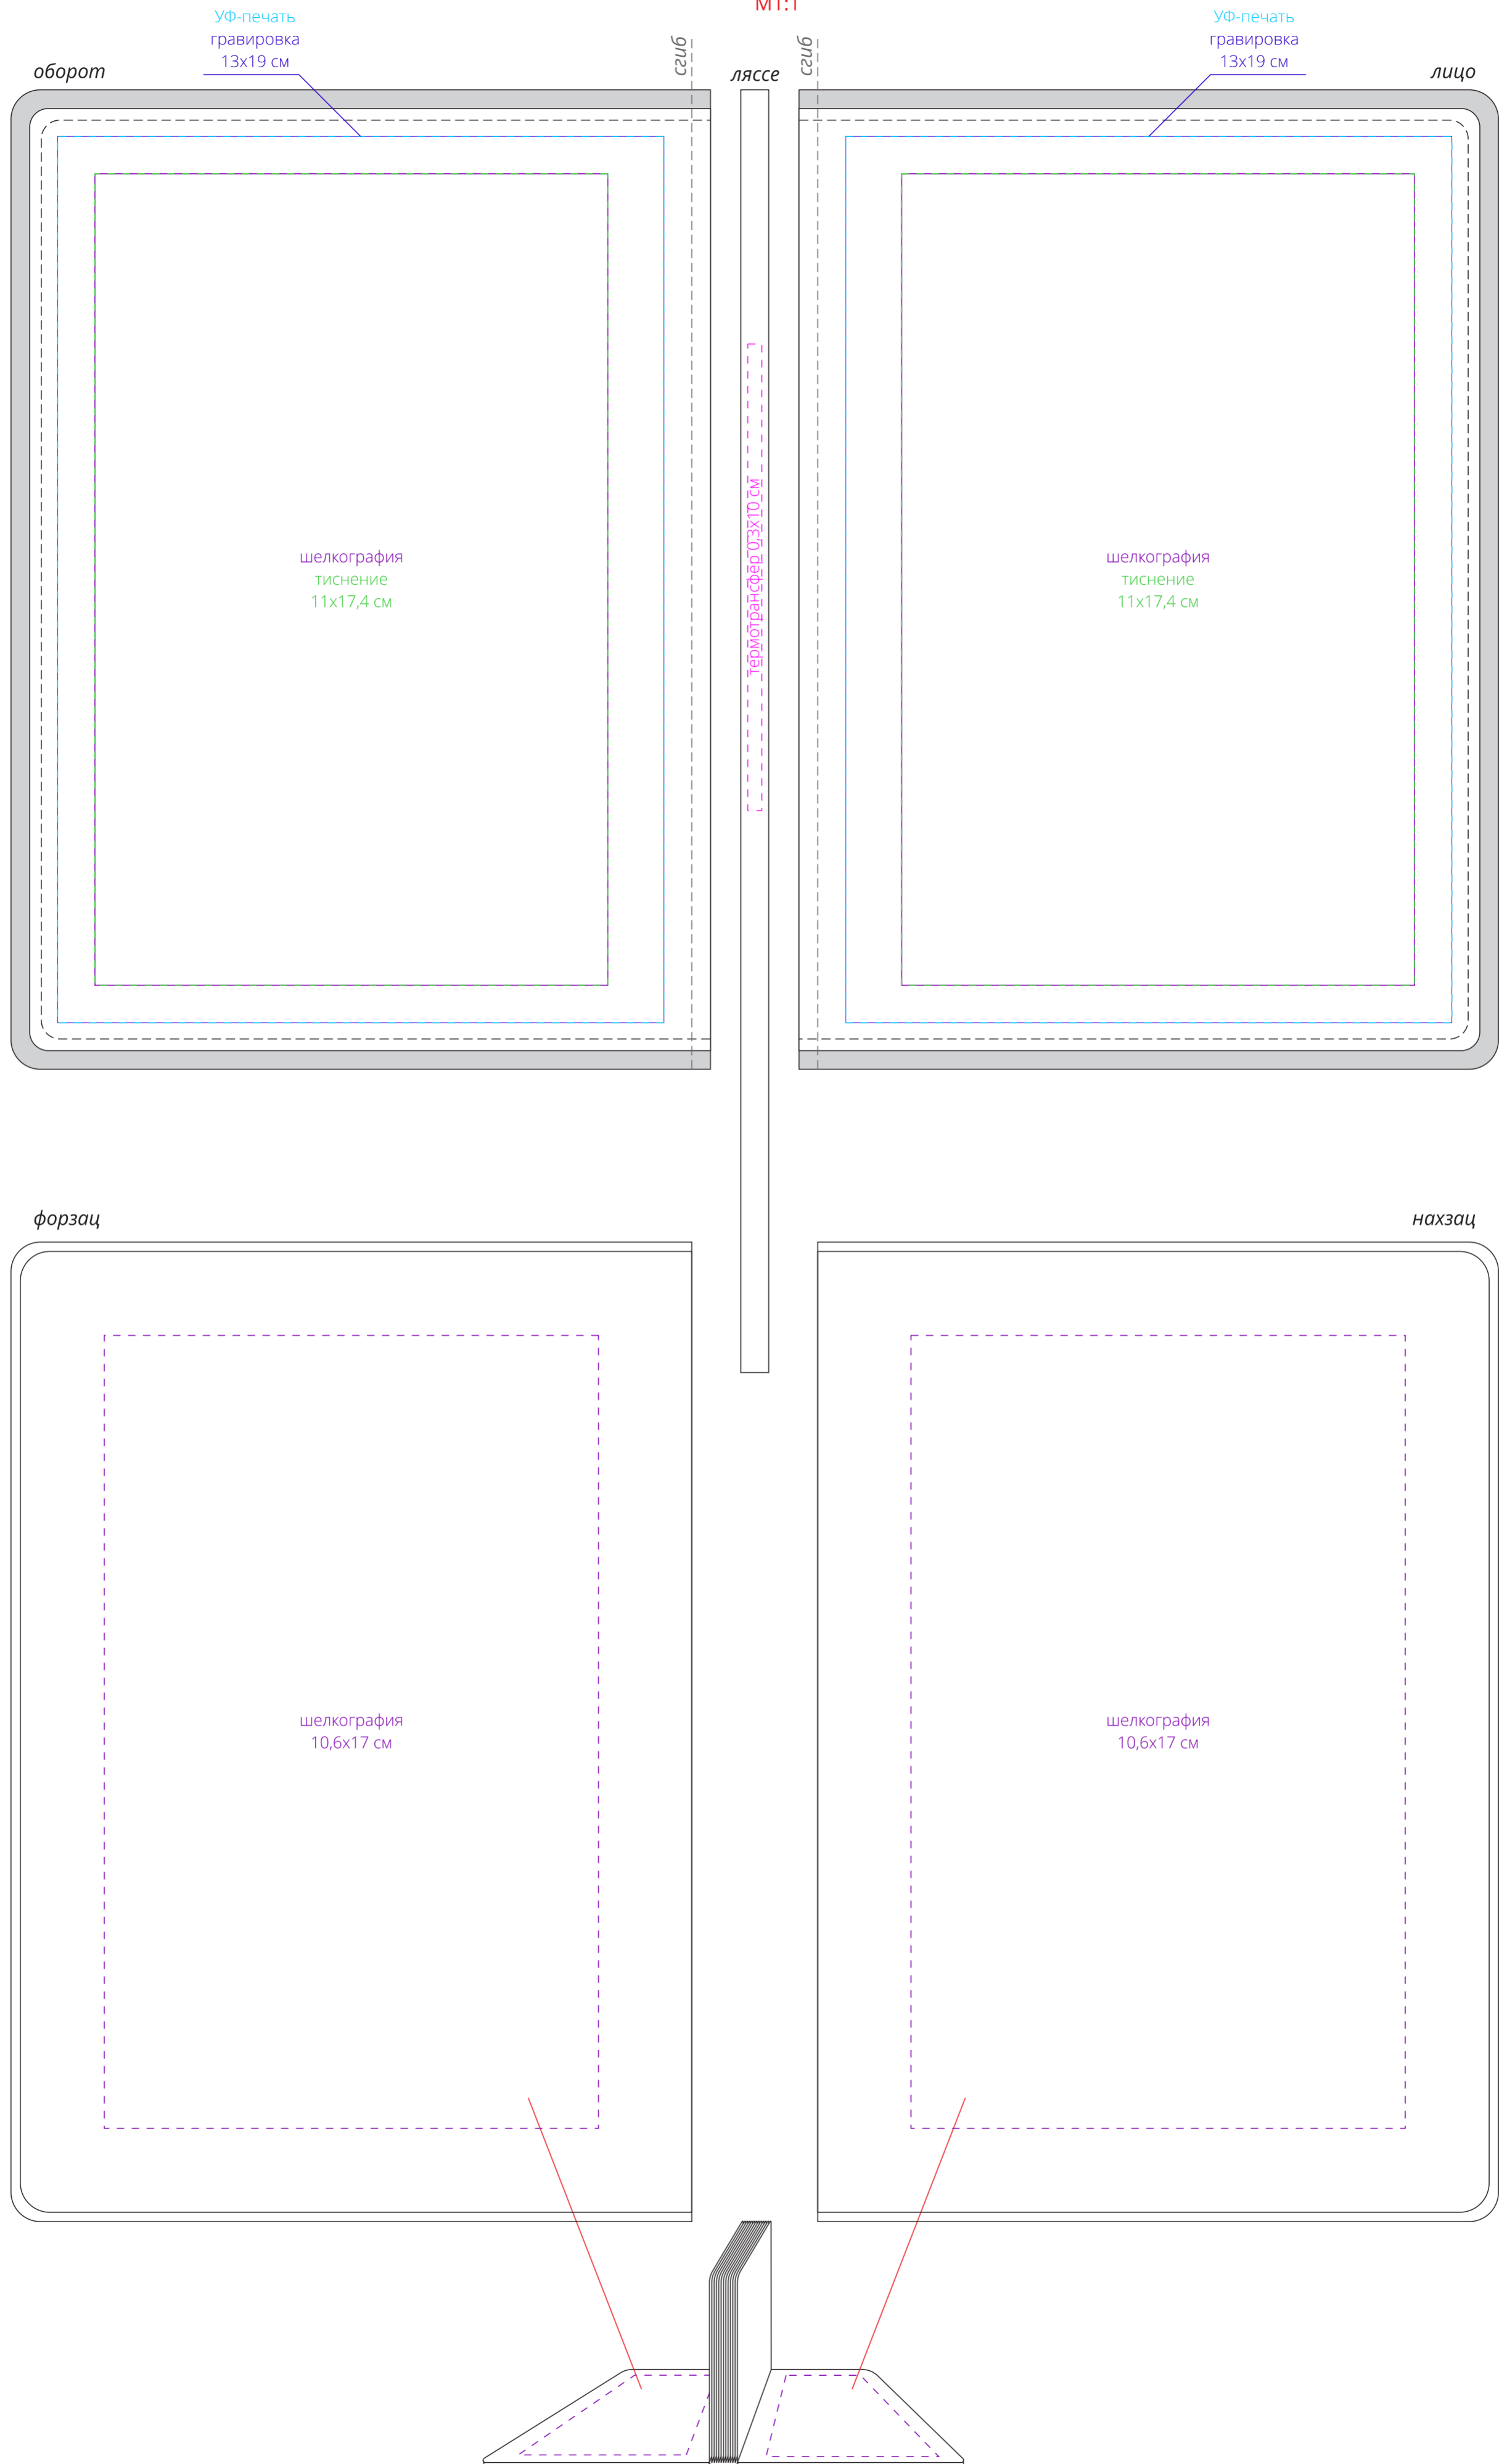 М1:1
УФ-печать
гравировка
13х19 см
УФ-печать
гравировка
13х19 см
оборот
сгиб
ляссе
сгиб
лицо
шелкография
тиснение
11х17,4 см
термотрансфер 0,3х10 см
шелкография
тиснение
11х17,4 см
форзац
нахзац
шелкография
10,6х17 см
шелкография
10,6х17 см